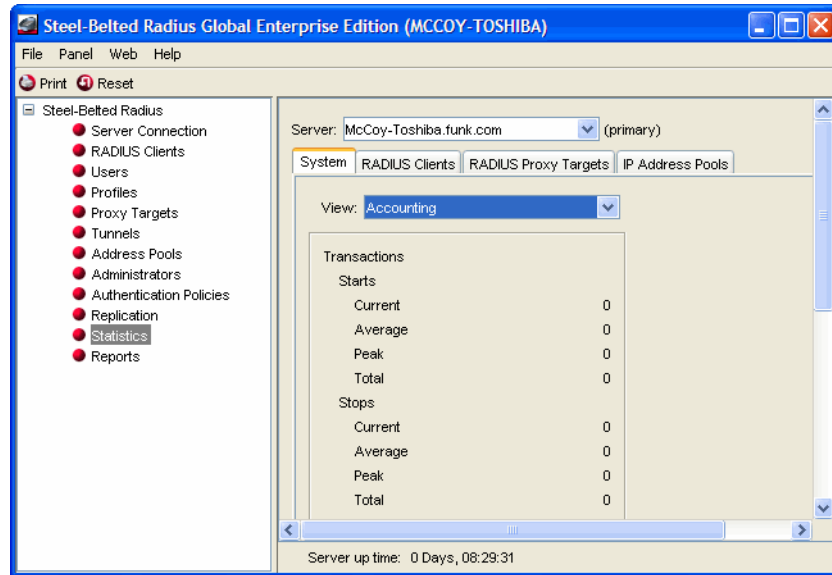 Steel-Belted Radius Global Enterprise Edition (MCCOY-TOSHIBA)
File Panel Web Help
Print Reset
Steel-Belted Radius
Server Connection
RADIUS Clients
Users
Profiles
Proxy Targets
Tunnels
Address Pools
Administrators
Authentication Policies
Replication
Statistics
Reports
Server: McCoy-Toshiba.funk.com (primary)
System RADIUS Clients RADIUS Proxy Targets IP Address Pools
View: Accounting
Transactions
Starts
Current 0
Average 0
Peak 0
Total 0
Stops
Current 0
Average 0
Peak 0
Total 0
Server up time: 0 Days, 08:29:31